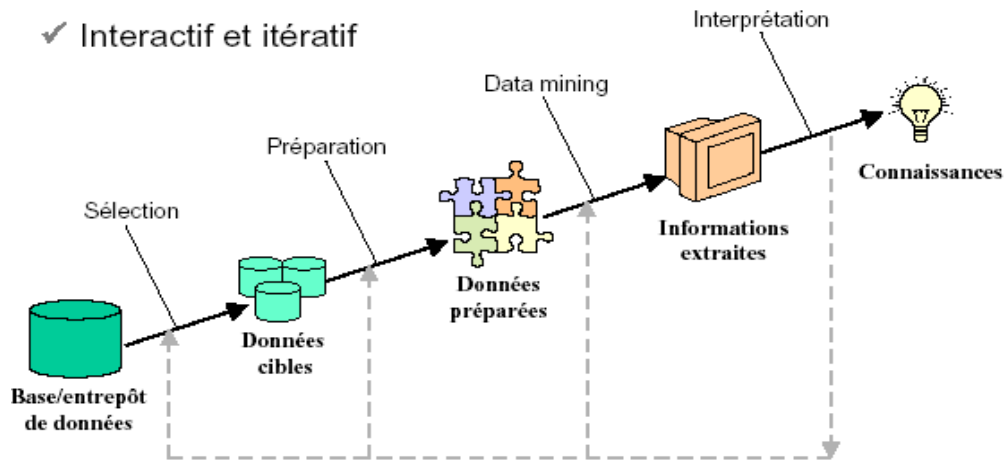 ✓ Interactif et itératif
Interprétation
Data mining
Préparation
Sélection
Connaissances
Informations
extraites
Données
préparées
Données
cibles
Base/entrepôt
de données